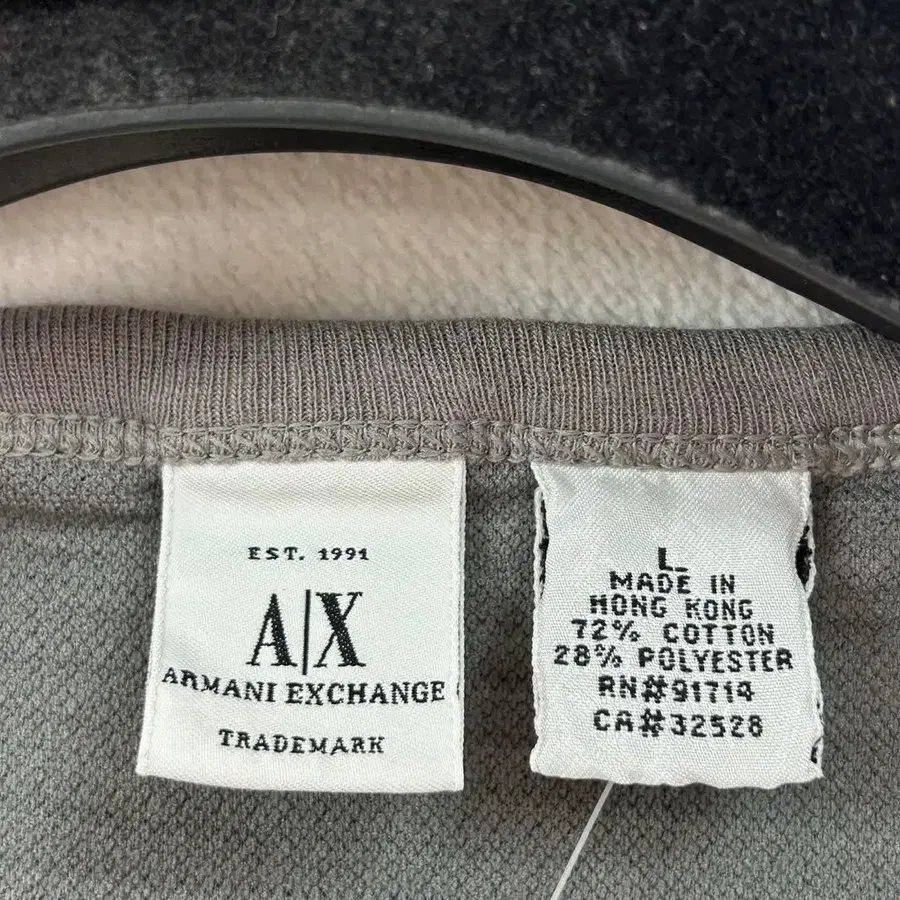 EST. 1991
A|X
ARMANI EXCHANGE
TRADEMARK
L
MADE IN
HONG KONG
72% COTTON
28% POLYESTER
RN#91714
CA#32528